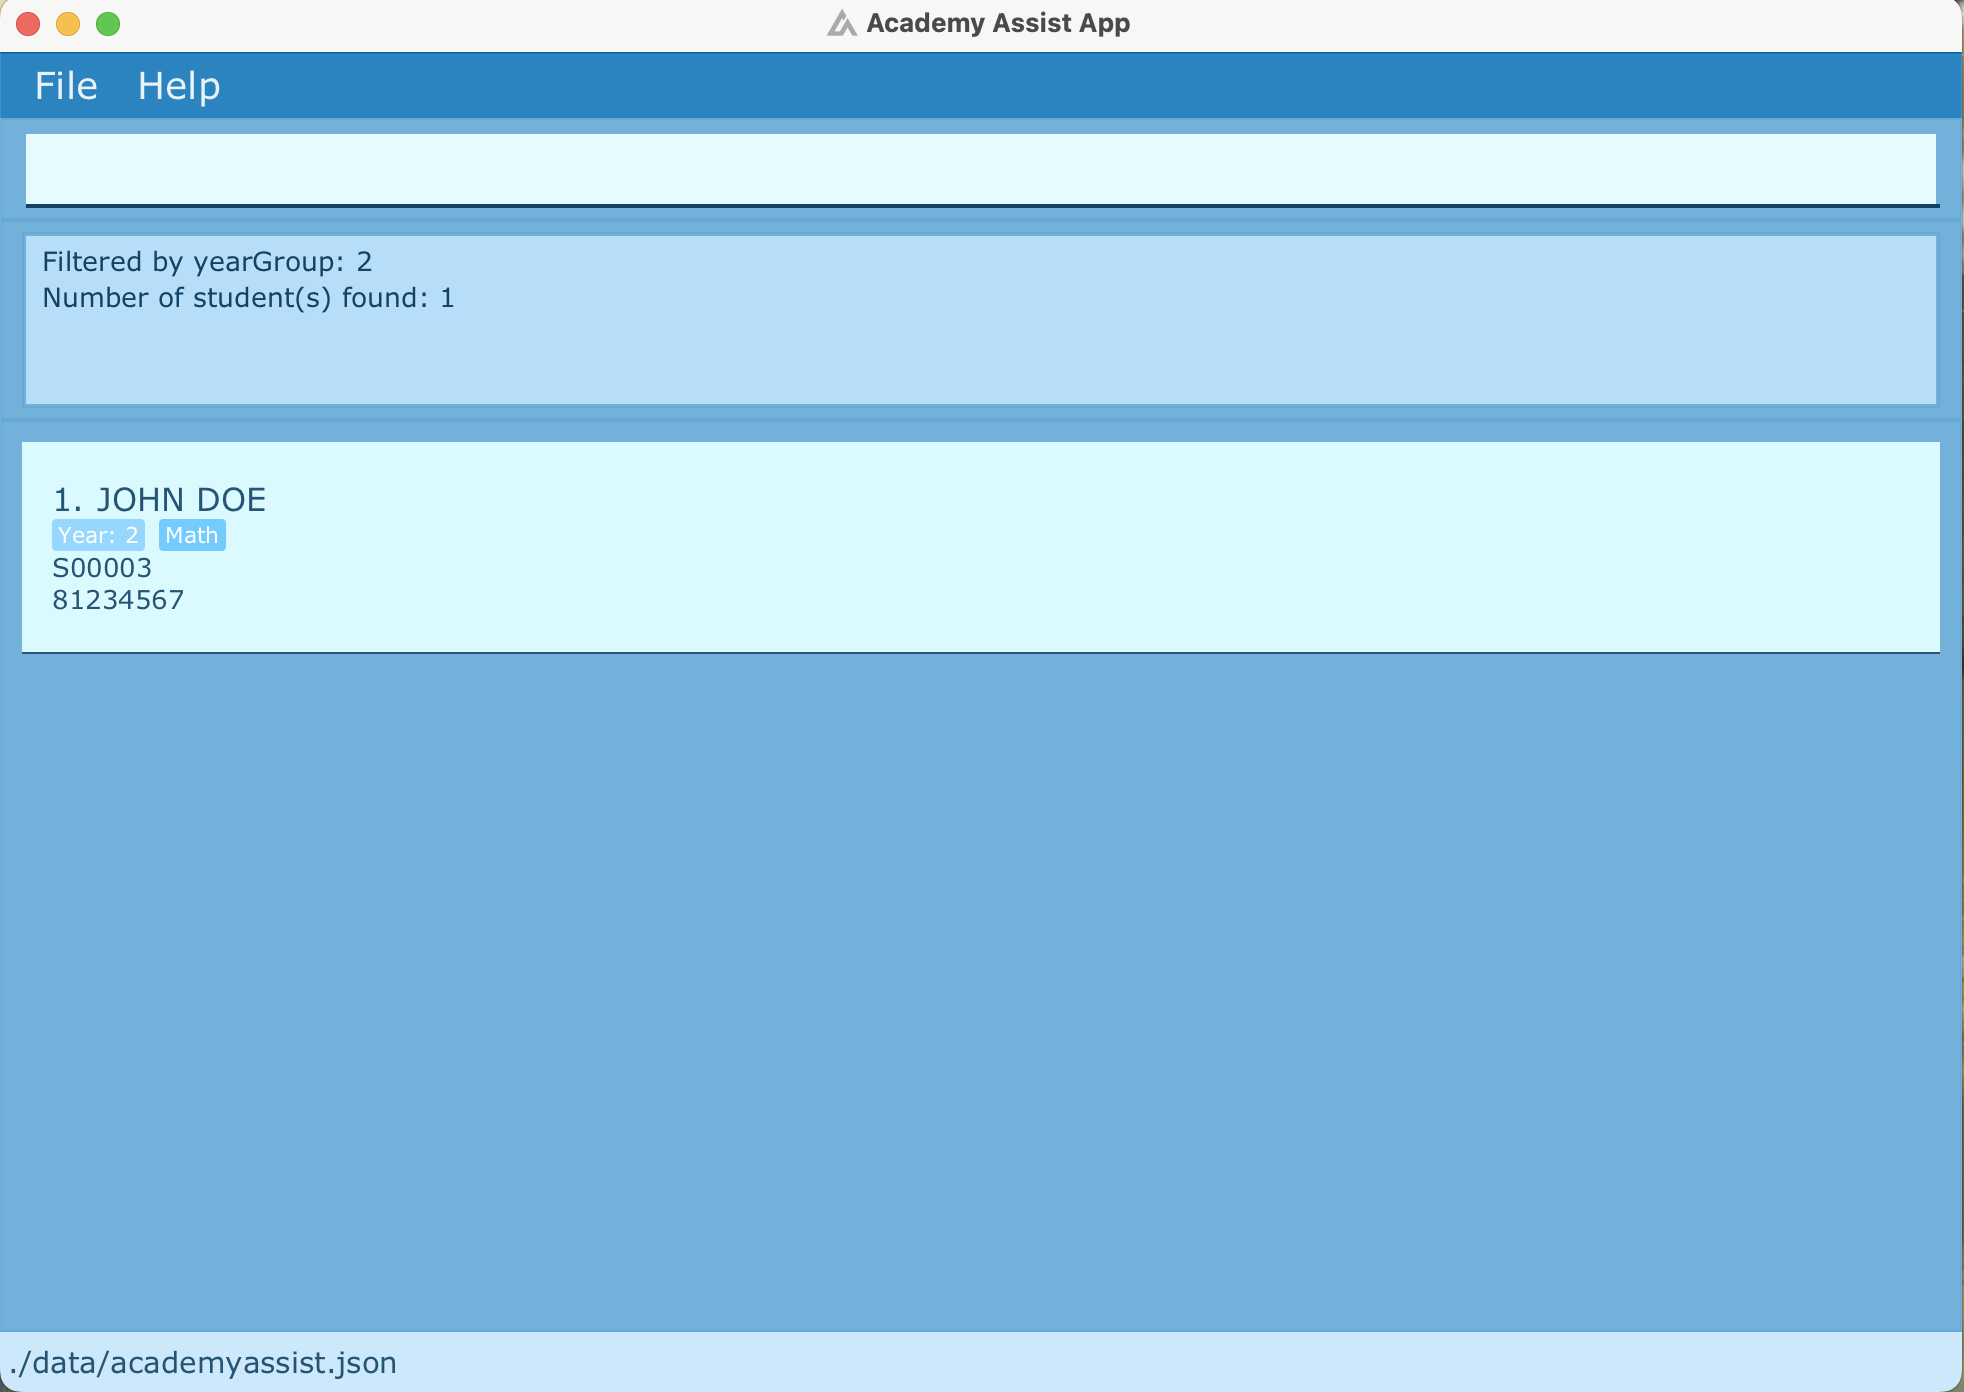 Academy Assist App
File Help
Filtered by yearGroup: 2
Number of student(s) found: 1
1. JOHN DOE
Year: 2 Math
S00003
81234567
./data/academyassist.json